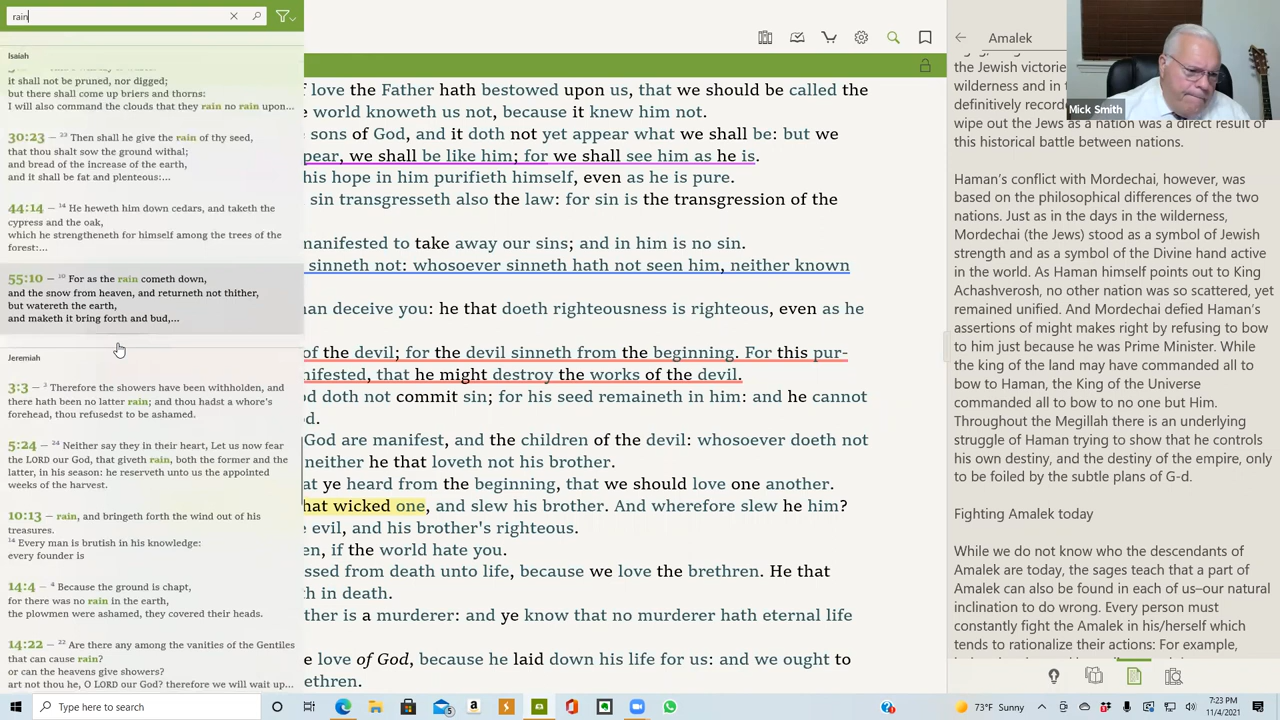 rain
Isaiah
it shall not be pruned, nor digged;
but there shall come up briers and thorns:
I will also command the clouds that they rain no rain upon...
30:23 — 23 Then shall he give the rain of thy seed,
that thou shalt sow the ground withal;
and bread of the increase of the earth,
and it shall be fat and plenteous:...
44:14 — 14 He heweth him down cedars, and taketh the
cypress and the oak,
which he strengtheneth for himself among the trees of the
forest:...
55:10 — 10 For as the rain cometh down,
and the snow from heaven, and returneth not thither,
but watereth the earth,
and maketh it bring forth and bud,...
Jeremiah
3:3 — 3 Therefore the showers have been withholden, and
there hath been no latter rain; and thou hadst a whore's
forehead, thou refusedst to be ashamed.
5:24 — 24 Neither say they in their heart, Let us now fear
the LORD our God, that giveth rain, both the former and the
latter, in his season: he reserveth unto us the appointed
weeks of the harvest.
10:13 — rain, and bringeth forth the wind out of his
treasures.
14 Every man is brutish in his knowledge:
every founder is
14:4 — 4 Because the ground is chapt,
for there was no rain in the earth,
the plowmen were ashamed, they covered their heads.
14:22 — 22 Are there any among the vanities of the Gentiles
that can cause rain?
or can the heavens give showers?
art not thou he, O LORD our God? therefore we will wait up...
f love the Father hath bestowed upon us, that we should be called the
world knoweth us not, because it knew him not.
sons of God, and it doth not yet appear what we shall be: but we
pear, we shall be like him; for we shall see him as he is.
his hope in him purifieth himself, even as he is pure.
sin transgresseth also the law: for sin is the transgression of the
manifested to take away our sins; and in him is no sin.
sinneth not: whosoever sinneth hath not seen him, neither known
an deceive you: he that doeth righteousness is righteous, even as he
of the devil; for the devil sinneth from the beginning. For this pur-
nifested, that he might destroy the works of the devil.
d doth not commit sin; for his seed remaineth in him: and he cannot
d.
God are manifest, and the children of the devil: whosoever doeth not
neither he that loveth not his brother.
at ye heard from the beginning, that we should love one another.
hat wicked one, and slew his brother. And wherefore slew he him?
evil, and his brother's righteous.
en, if the world hate you.
ssed from death unto life, because we love the brethren. He that
h in death.
ther is a murderer: and ye know that no murderer hath eternal life
e love of God, because he laid down his life for us: and we ought to
ethren.
Amalek
the Jewish victorie
wilderness and in t
definitively record
wipe out the Jews as a nation was a direct result of
this historical battle between nations.
Haman's conflict with Mordechai, however, was
based on the philosophical differences of the two
nations. Just as in the days in the wilderness,
Mordechai (the Jews) stood as a symbol of Jewish
strength and as a symbol of the Divine hand active
in the world. As Haman himself points out to King
Achashverosh, no other nation was so scattered, yet
remained unified. And Mordechai defied Haman's
assertions of might makes right by refusing to bow
to him just because he was Prime Minister. While
the king of the land may have commanded all to
bow to Haman, the King of the Universe
commanded all to bow to no one but Him.
Throughout the Megillah there is an underlying
struggle of Haman trying to show that he controls
his own destiny, and the destiny of the empire, only
to be foiled by the subtle plans of G-d.
Fighting Amalek today
While we do not know who the descendants of
Amalek are today, the sages teach that a part of
Amalek can also be found in each of us–our natural
inclination to do wrong. Every person must
constantly fight the Amalek in his/herself which
tends to rationalize their actions: For example,
Mick Smith
Type here to search
5
73°F Sunny
7:23 PM
11/4/2021